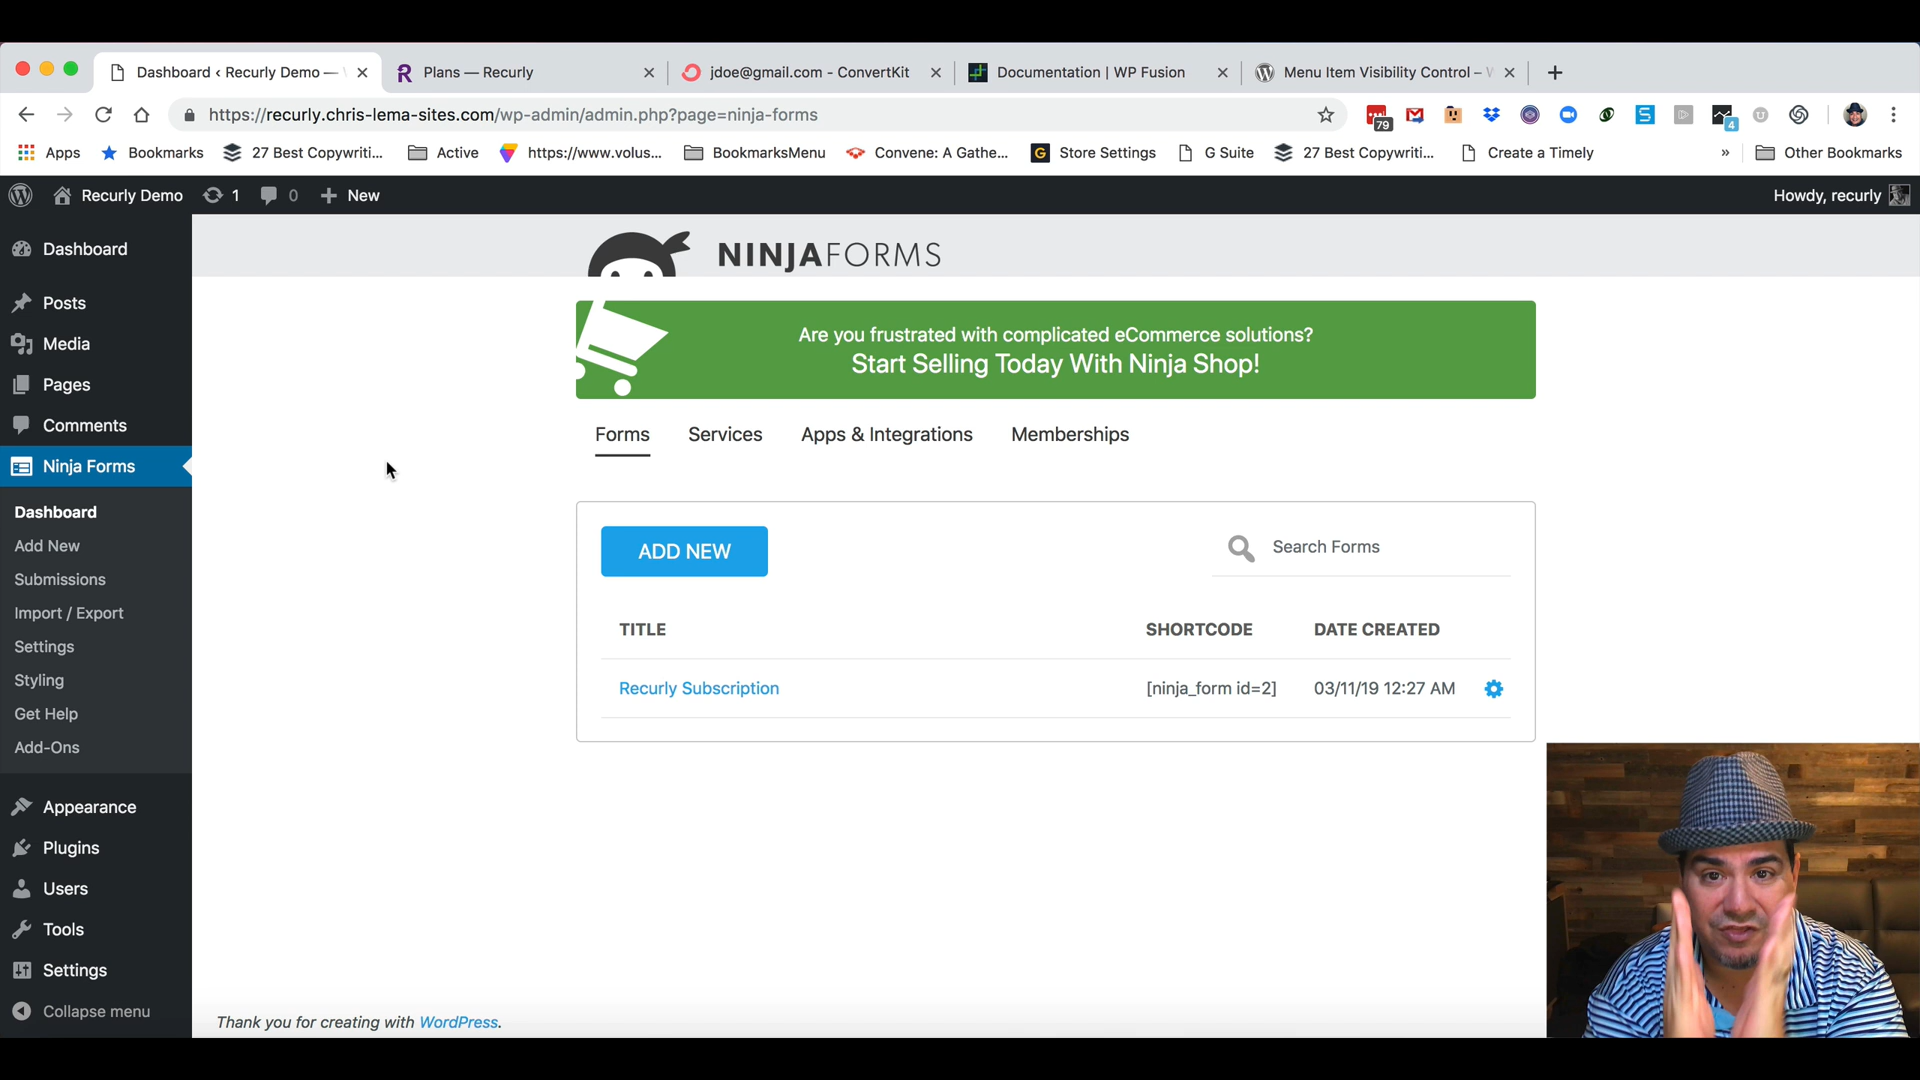 Dashboard ‹ Recurly Demo —
Plans — Recurly
jdoe@gmail.com - ConvertKit
Documentation | WP Fusion
Menu Item Visibility Control –
https://recurly.chris-lema-sites.com/wp-admin/admin.php?page=ninja-forms
79
4
Apps
Bookmarks
27 Best Copywriti...
Active
https://www.volus...
BookmarksMenu
Convene: A Gathe...
Store Settings
G Suite
27 Best Copywriti...
Create a Timely
»
Other Bookmarks
Recurly Demo
1
0
New
Howdy, recurly
Dashboard
Posts
Media
Pages
Comments
Ninja Forms
Dashboard
Add New
Submissions
Import / Export
Settings
Styling
Get Help
Add-Ons
Appearance
Plugins
Users
Tools
Settings
Collapse menu
NINJAFORMS
Are you frustrated with complicated eCommerce solutions?
Start Selling Today With Ninja Shop!
Forms
Services
Apps & Integrations
Memberships
ADD NEW
Search Forms
TITLE
SHORTCODE
DATE CREATED
Recurly Subscription
[ninja_form id=2]
03/11/19 12:27 AM
Thank you for creating with WordPress.